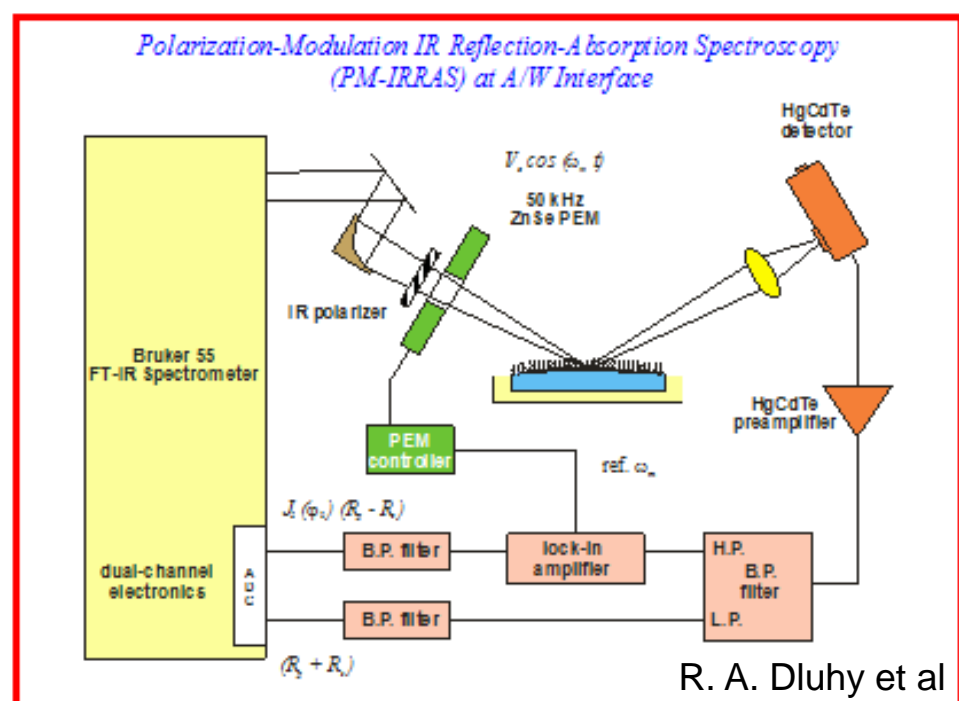 Polarization-Modulation IR Reflection-Absorption Spectroscopy
(PM-IRRAS) at A/W Interface
HgCdTe
detector
V₀ cos (ωₘ t)
50 kHz
ZnSe PEM
IR polarizer
Bruker 55
FT-IR Spectrometer
HgCdTe
preamplifier
PEM
controller
ref. ωₘ
J₂ (φ₀) (Rₚ - Rₛ)
B.P. filter
lock-in
amplifier
H.P.
B.P.
filter
L.P.
dual-channel
electronics
B.P. filter
(Rₚ + Rₛ)
R. A. Dluhy et al